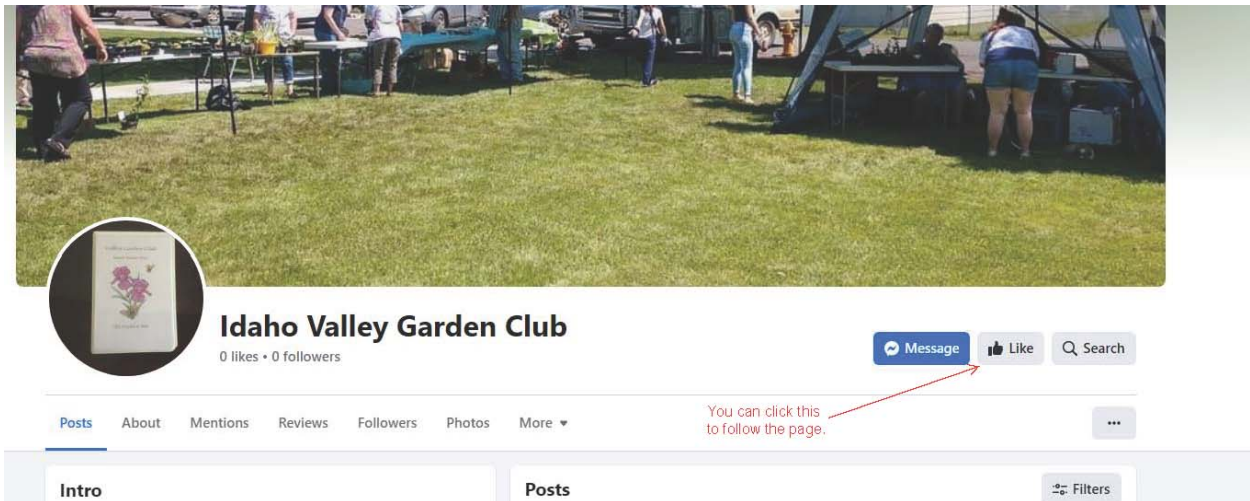 Idaho Valley Garden Club
0 likes • 0 followers
Message
Like
Search
Posts
About
Mentions
Reviews
Followers
Photos
More
You can click this
to follow the page.
Intro
Posts
Filters